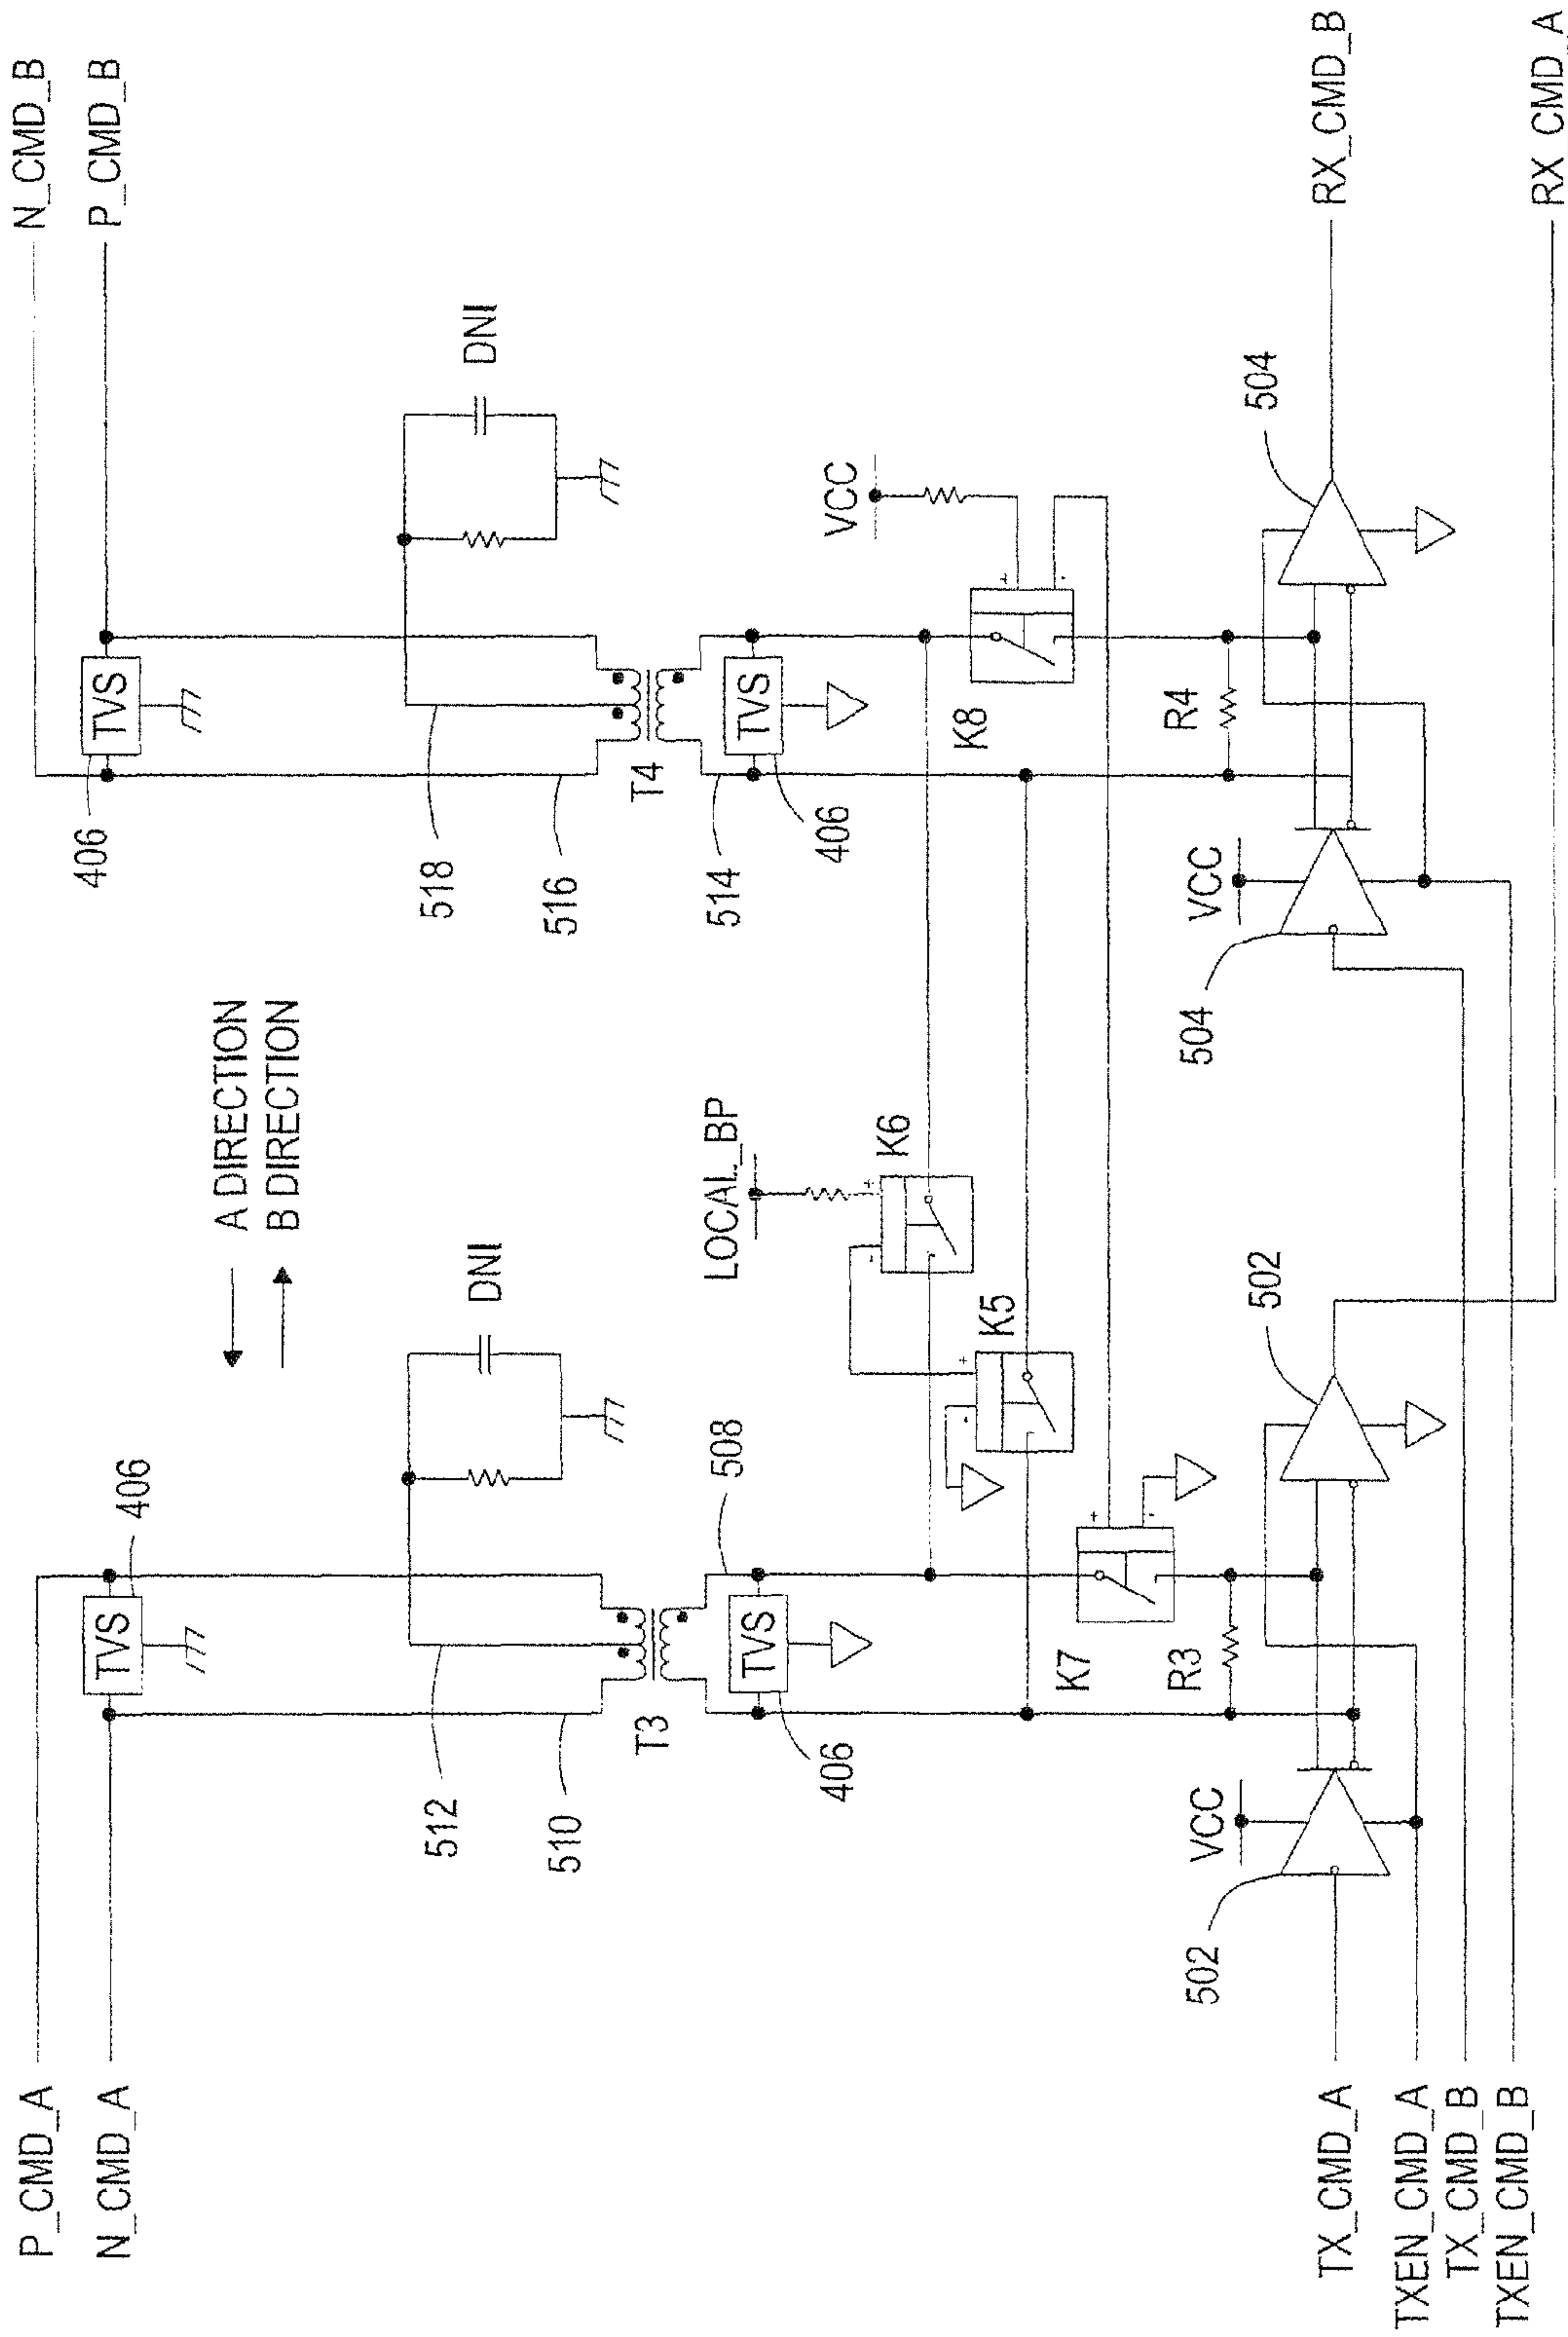 P_CMD_A
N_CMD_A
N_CMD_B
P_CMD_B
TVS
406
TVS
406
A DIRECTION
B DIRECTION
DNI
DNI
512
510
518
516
T3
T4
508
514
TVS
406
TVS
406
LOCAL_BP
VCC
K6
K5
K8
K7
R3
R4
VCC
502
502
VCC
504
504
TX_CMD_A
TXEN_CMD_A
TX_CMD_B
TXEN_CMD_B
RX_CMD_B
RX_CMD_A